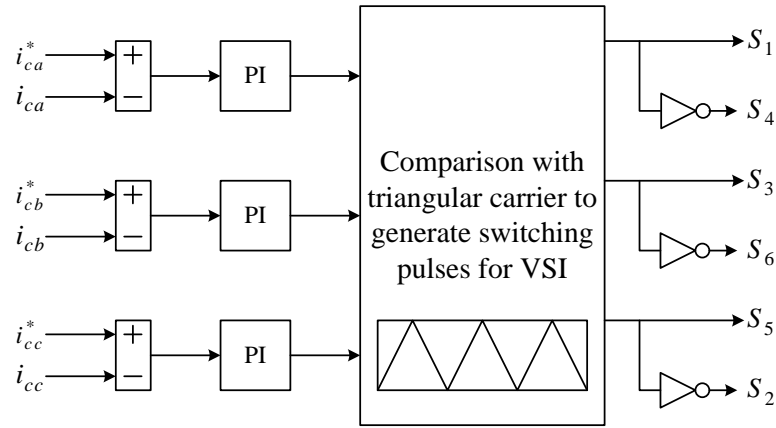 i*ca
+
PI
S1
ica
−
S4
Comparison with
triangular carrier to
generate switching
pulses for VSI
i*cb
+
PI
S3
icb
−
S6
i*cc
+
PI
S5
icc
−
S2